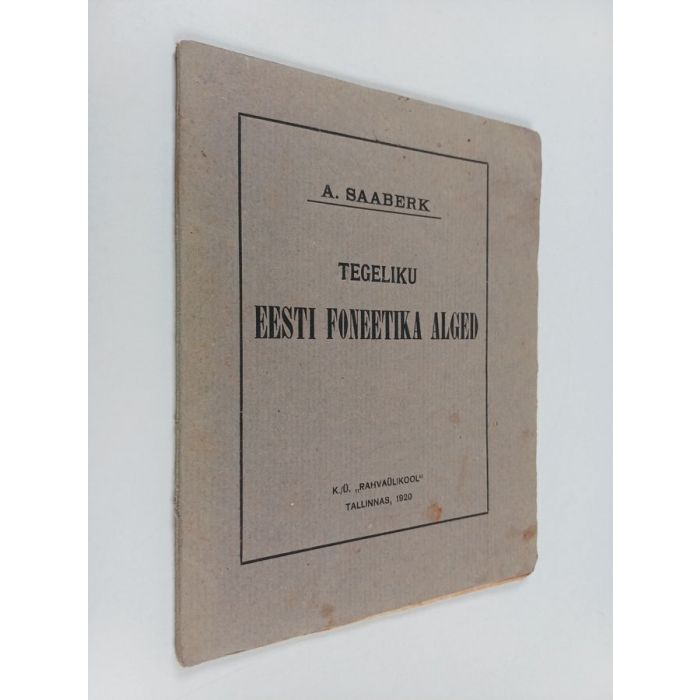 A. SAABERK
TEGELIKU
EESTI FONEETIKA ALGED
K./Ü. „RAHVAÜLIKOOL"
TALLINNAS, 1920